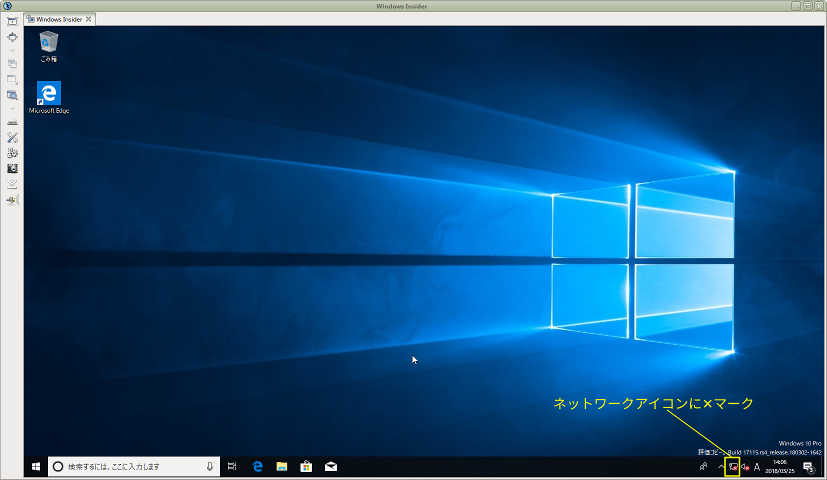 Windows Insider
Windows Insider
ごみ箱
Microsoft Edge
ネットワークアイコンに×マーク
Windows 10 Pro
評価コピー。Build 17115.rs4_release.180302-1642
検索するには、ここに入力します
A
14:06
2018/03/25
3